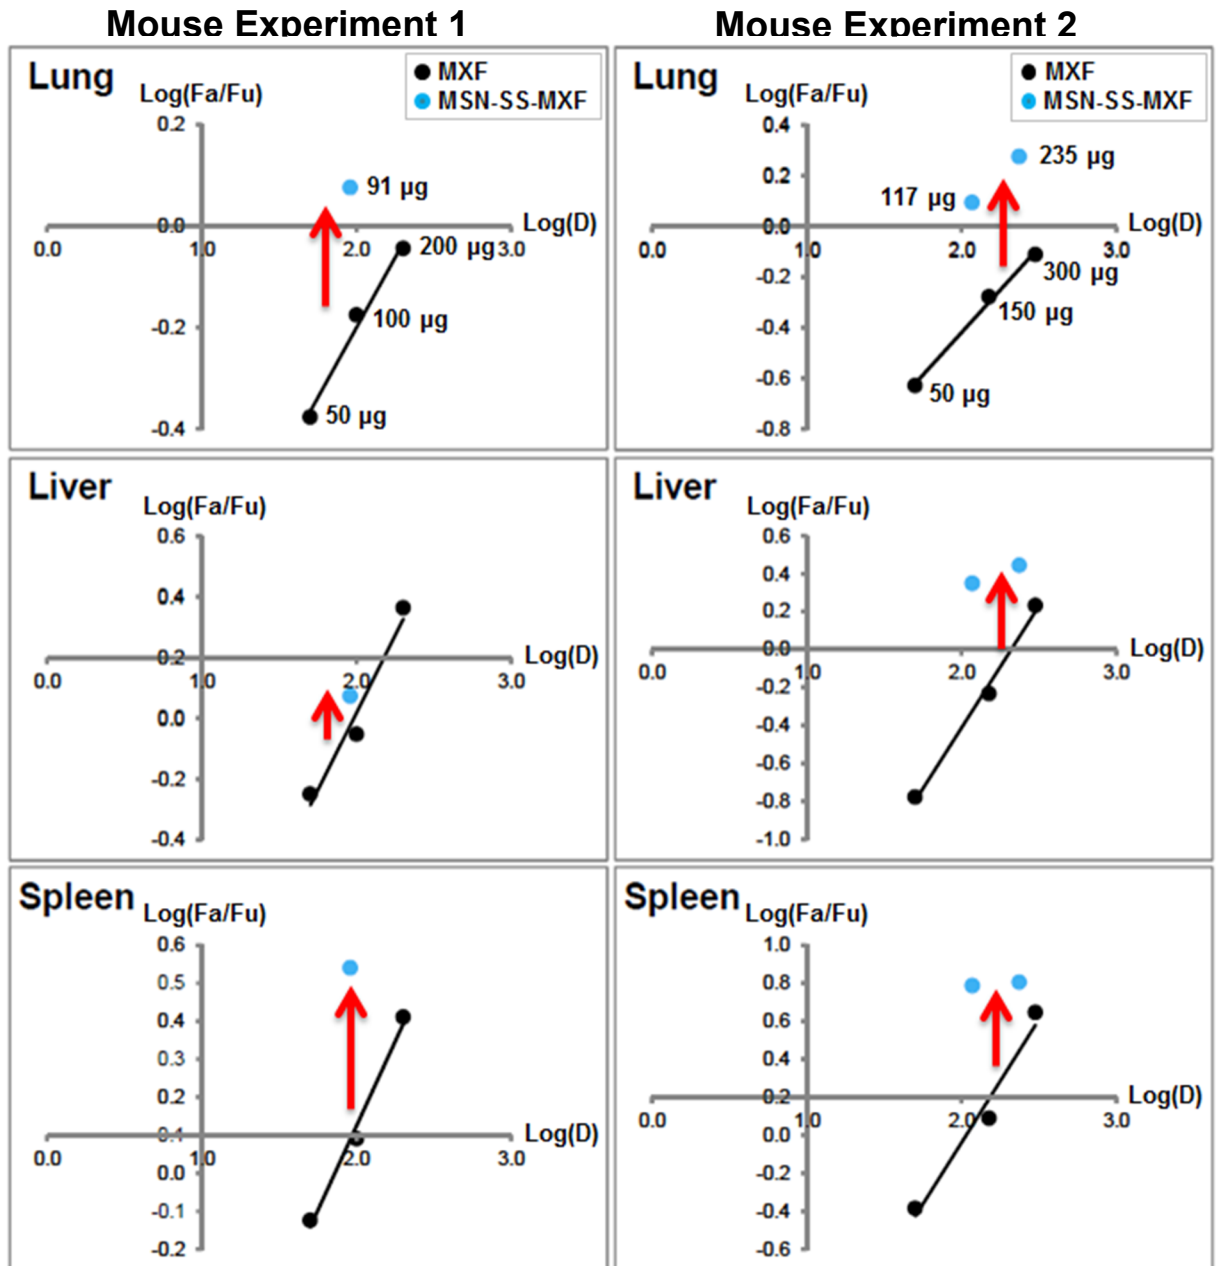 Mouse Experiment 1
Mouse Experiment 2
Lung
Log(Fa/Fu)
MXF
MSN-SS-MXF
0.2
91 µg
0.0
Log(D)
0.0
1.0
2.0
200 µg
3.0
-0.2
100 µg
50 µg
-0.4
Lung
Log(Fa/Fu)
MXF
MSN-SS-MXF
0.4
235 µg
0.2
117 µg
0.0
Log(D)
0.0
1.0
2.0
3.0
-0.2
300 µg
150 µg
-0.4
-0.6
50 µg
-0.8
Liver
Log(Fa/Fu)
0.6
0.4
0.2
Log(D)
0.0
1.0
2.0
3.0
0.0
-0.2
-0.4
Liver
Log(Fa/Fu)
0.6
0.4
0.2
0.0
Log(D)
0.0
1.0
2.0
3.0
-0.2
-0.4
-0.6
-0.8
-1.0
Spleen
Log(Fa/Fu)
0.6
0.5
0.4
0.3
0.2
0.1
Log(D)
0.0
1.0
2.0
3.0
0.0
-0.1
-0.2
Spleen
Log(Fa/Fu)
1.0
0.8
0.6
0.4
0.2
Log(D)
0.0
1.0
2.0
3.0
0.0
-0.2
-0.4
-0.6